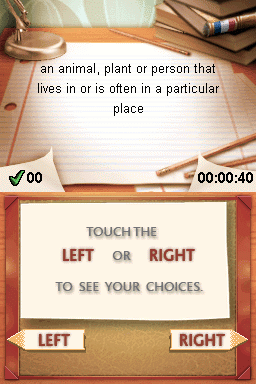 an animal, plant or person that
lives in or is often in a particular
place
00
00:00:40
TOUCH THE
LEFT OR RIGHT
TO SEE YOUR CHOICES.
LEFT
RIGHT